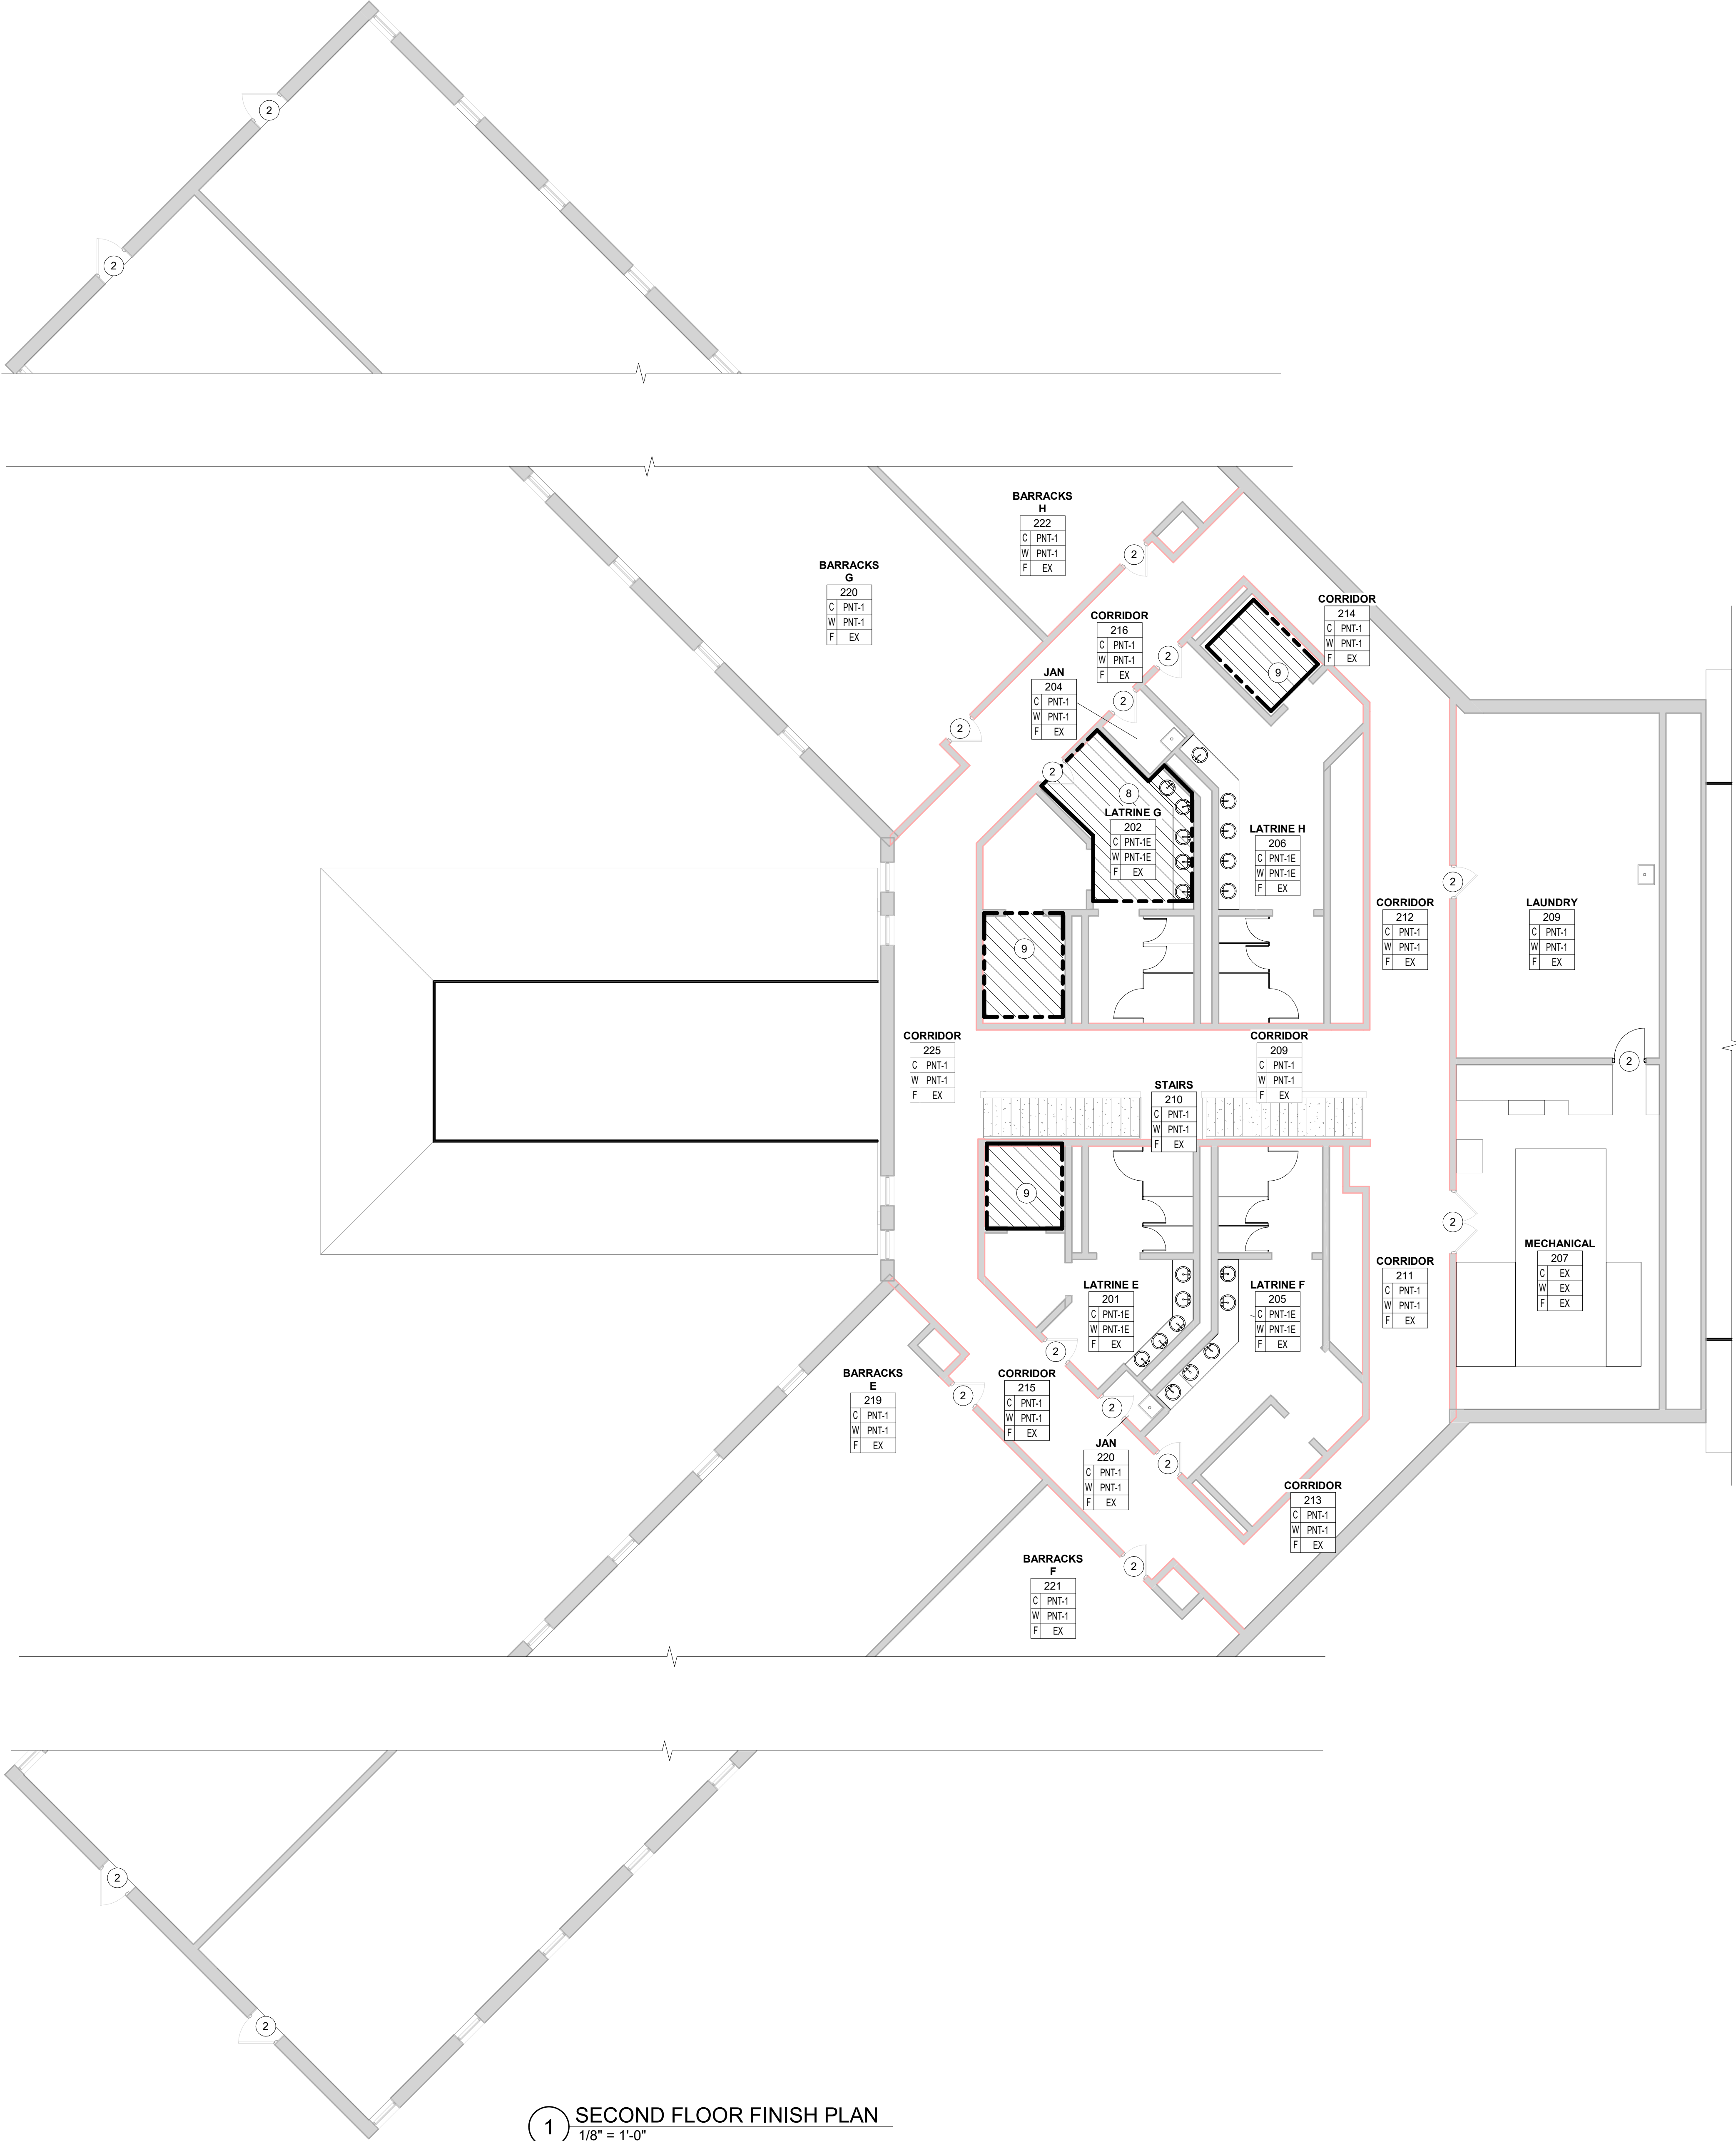 2
2
BARRACKS
H
222
C PNT-1
W PNT-1
F EX
2
BARRACKS
G
220
C PNT-1
W PNT-1
F EX
CORRIDOR
214
C PNT-1
W PNT-1
F EX
CORRIDOR
216
C PNT-1
W PNT-1
F EX
2
9
JAN
204
C PNT-1
W PNT-1
F EX
2
2
2
8
LATRINE G
202
C PNT-1E
W PNT-1E
F EX
LATRINE H
206
C PNT-1E
W PNT-1E
F EX
2
CORRIDOR
212
C PNT-1
W PNT-1
F EX
LAUNDRY
209
C PNT-1
W PNT-1
F EX
9
CORRIDOR
225
C PNT-1
W PNT-1
F EX
CORRIDOR
209
C PNT-1
W PNT-1
F EX
2
STAIRS
210
C PNT-1
W PNT-1
F EX
9
2
MECHANICAL
207
C EX
W EX
F EX
CORRIDOR
211
C PNT-1
W PNT-1
F EX
LATRINE E
201
C PNT-1E
W PNT-1E
F EX
LATRINE F
205
C PNT-1E
W PNT-1E
F EX
2
BARRACKS
E
219
C PNT-1
W PNT-1
F EX
2
CORRIDOR
215
C PNT-1
W PNT-1
F EX
2
JAN
220
C PNT-1
W PNT-1
F EX
2
CORRIDOR
213
C PNT-1
W PNT-1
F EX
BARRACKS
F
221
C PNT-1
W PNT-1
F EX
2
2
2
1 SECOND FLOOR FINISH PLAN
1/8" = 1'-0"